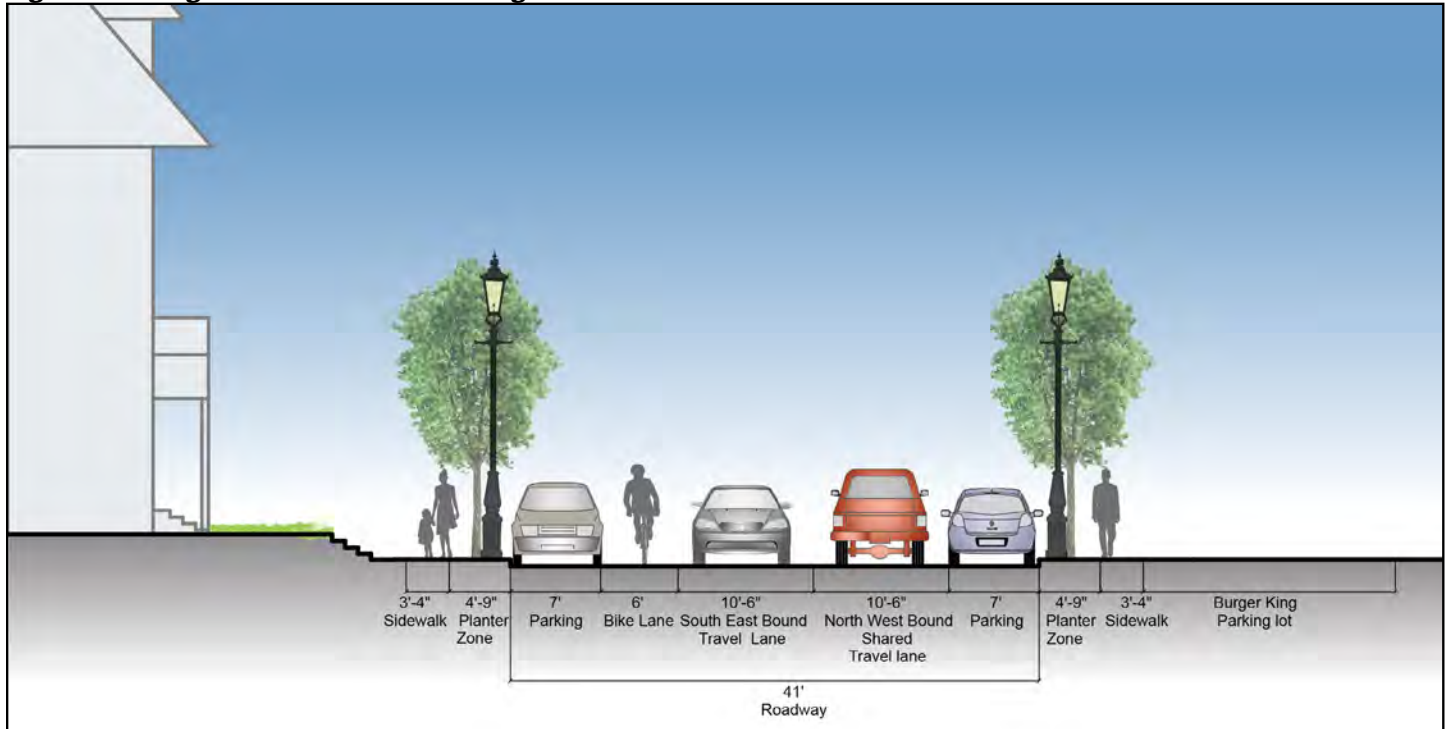 3'-4"
Sidewalk
4'-9"
Planter
Zone
7'
Parking
6'
Bike Lane
10'-6"
South East Bound
Travel Lane
10'-6"
North West Bound
Shared
Travel lane
7'
Parking
4'-9"
Planter
Zone
3'-4"
Sidewalk
Burger King
Parking lot
41'
Roadway